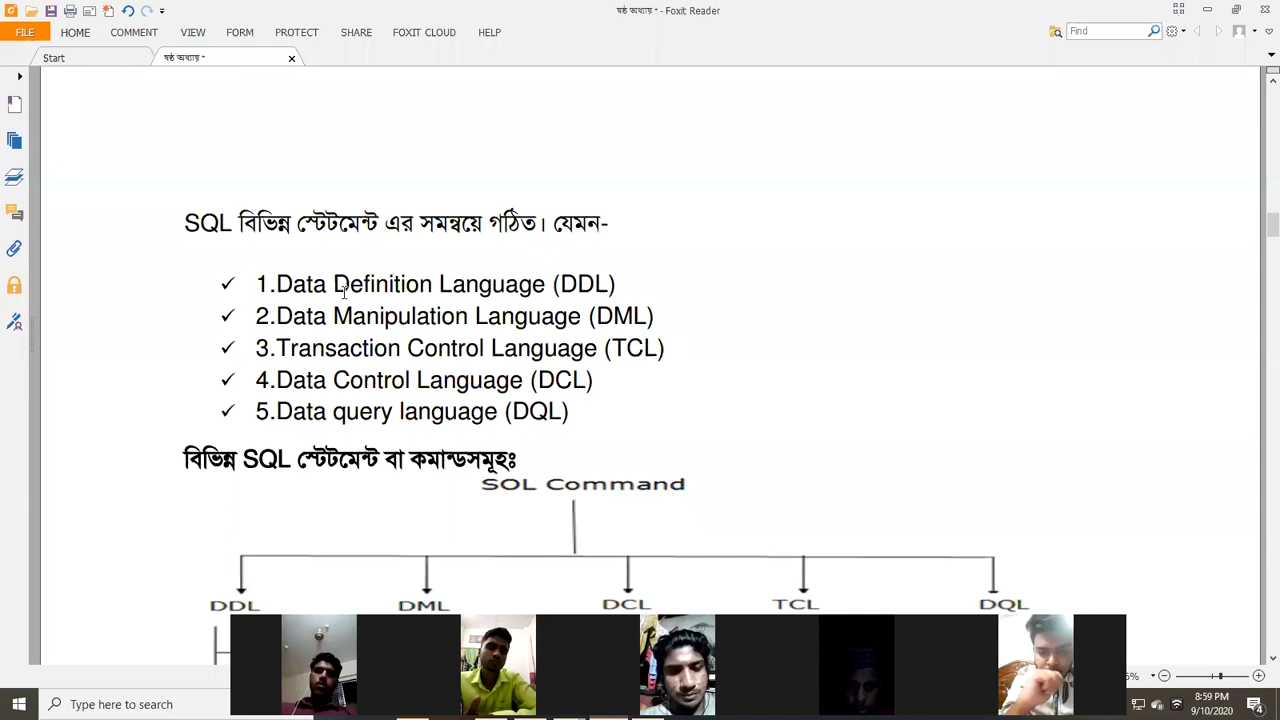 ষষ্ঠ অধ্যায় * - Foxit Reader
FILE HOME COMMENT VIEW FORM PROTECT SHARE FOXIT CLOUD HELP
Find
Start
ষষ্ঠ অধ্যায় *
SQL বিভিন্ন স্টেটমেন্ট এর সমন্বয়ে গঠিত। যেমন-
✓ 1.Data Definition Language (DDL)
✓ 2.Data Manipulation Language (DML)
✓ 3.Transaction Control Language (TCL)
✓ 4.Data Control Language (DCL)
✓ 5.Data query language (DQL)
বিভিন্ন SQL স্টেটমেন্ট বা কমান্ডসমূহঃ
SQL Command
DDL DML DCL TCL DQL
Type here to search
8:59 PM
9/10/2020